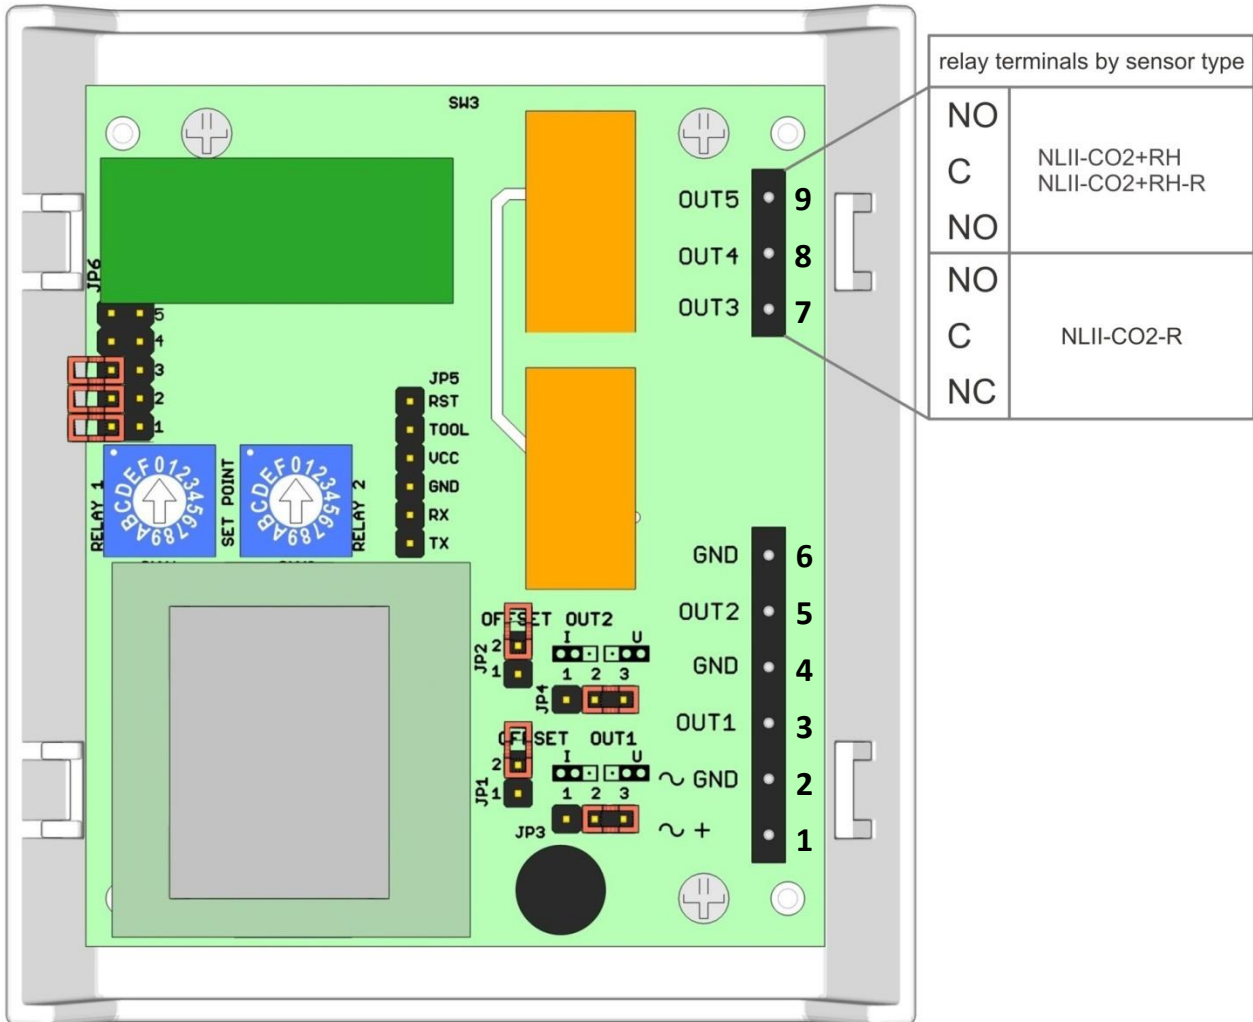 relay terminals by sensor type
NO
C
NO
NLII-CO2+RH
NLII-CO2+RH-R
NO
C
NC
NLII-CO2-R
SW3
OUT5 9
OUT4 8
OUT3 7
JP6
5
4
3
2
1
JP5
RST
TOOL
VCC
GND
RX
TX
RELAY 1
0123456789ABCDEF
SET POINT
0123456789ABCDEF
RELAY 2
GND 6
OUT2 5
GND 4
OUT1 3
~ GND 2
~ + 1
OFFSET OUT2
I U
JP2
2
1
1 2 3
JP4
OFFSET OUT1
I U
JP1
2
1
1 2 3
JP3